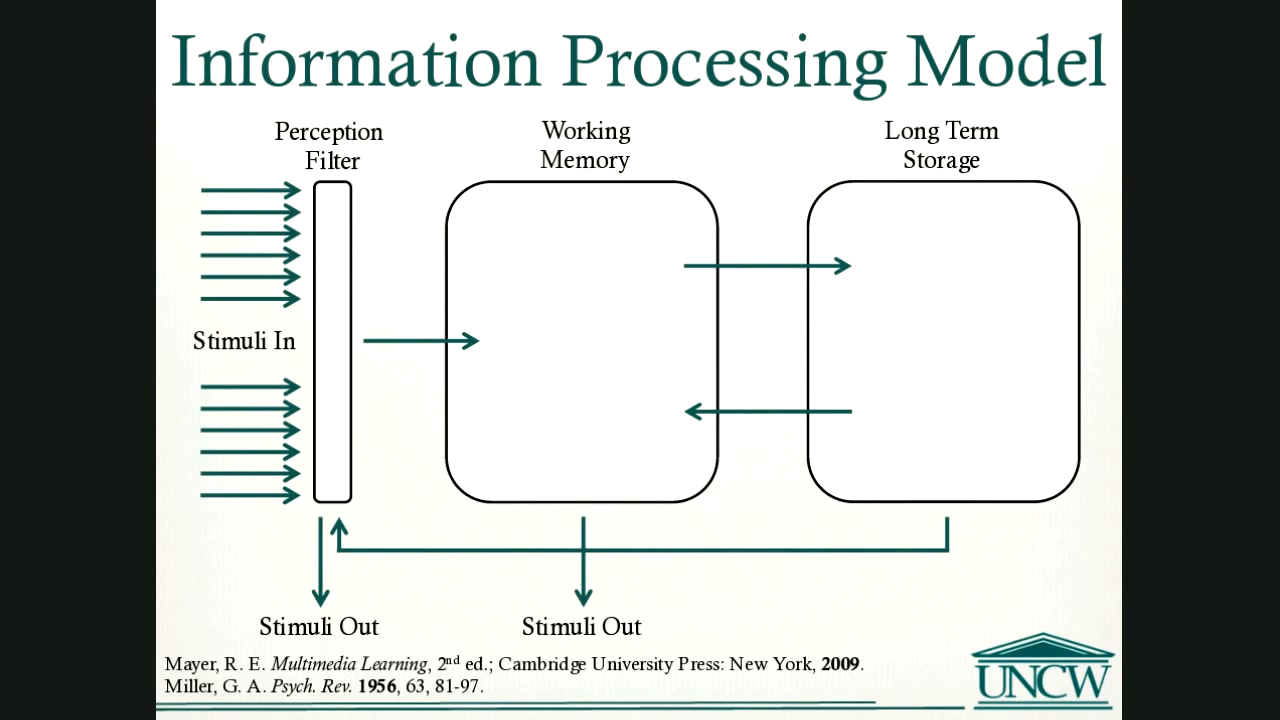 Information Processing Model
Perception
Filter
Working
Memory
Long Term
Storage
Stimuli In
Stimuli Out
Stimuli Out
Mayer, R. E. Multimedia Learning, 2nd ed.; Cambridge University Press: New York, 2009.
Miller, G. A. Psych. Rev. 1956, 63, 81-97.
UNCW